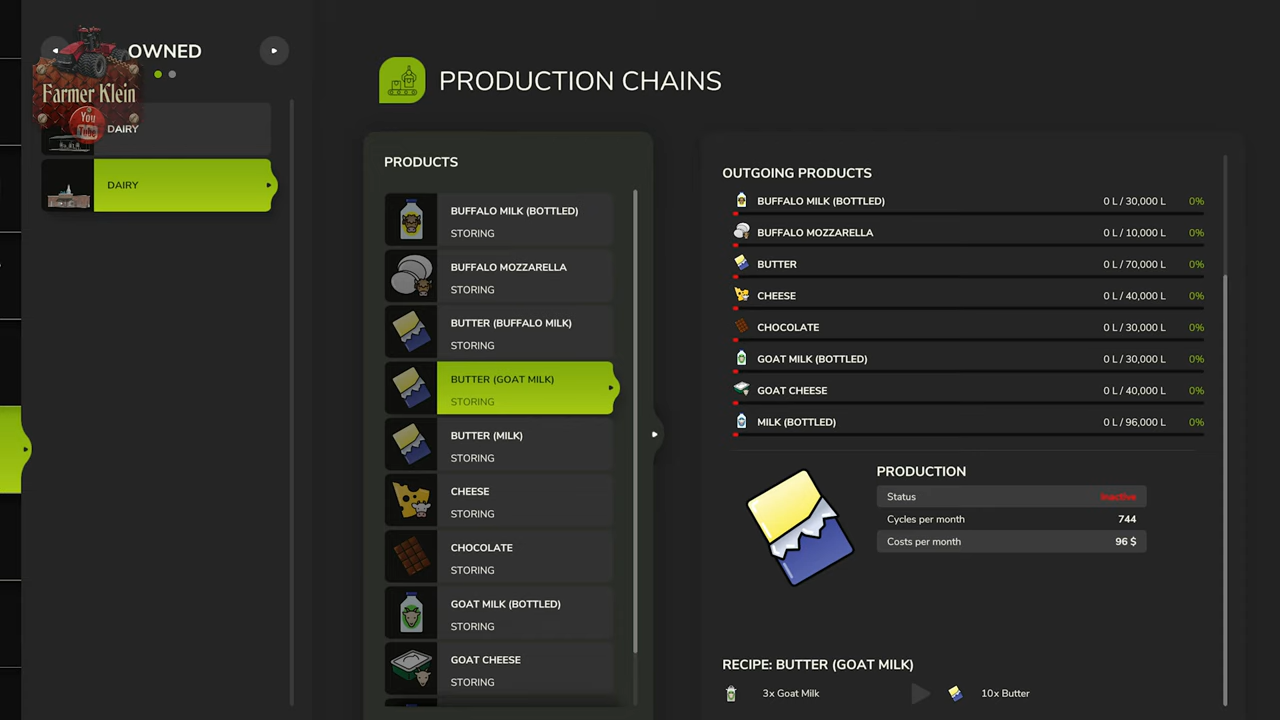 OWNED
Farmer Klein
You
Tube
DAIRY
DAIRY
PRODUCTION CHAINS
PRODUCTS
BUFFALO MILK (BOTTLED)
STORING
BUFFALO MOZZARELLA
STORING
BUTTER (BUFFALO MILK)
STORING
BUTTER (GOAT MILK)
STORING
BUTTER (MILK)
STORING
CHEESE
STORING
CHOCOLATE
STORING
GOAT MILK (BOTTLED)
STORING
GOAT CHEESE
STORING
OUTGOING PRODUCTS
BUFFALO MILK (BOTTLED) 0 L / 30,000 L 0%
BUFFALO MOZZARELLA 0 L / 10,000 L 0%
BUTTER 0 L / 70,000 L 0%
CHEESE 0 L / 40,000 L 0%
CHOCOLATE 0 L / 30,000 L 0%
GOAT MILK (BOTTLED) 0 L / 30,000 L 0%
GOAT CHEESE 0 L / 40,000 L 0%
MILK (BOTTLED) 0 L / 96,000 L 0%
PRODUCTION
Status Inactive
Cycles per month 744
Costs per month 96 $
RECIPE: BUTTER (GOAT MILK)
3x Goat Milk 10x Butter